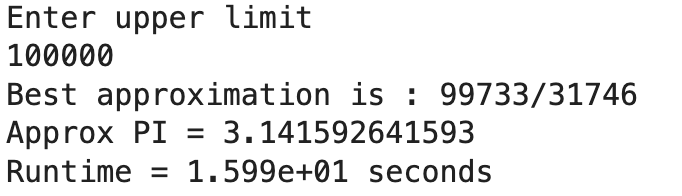 Enter upper limit
100000
Best approximation is : 99733/31746
Approx PI = 3.141592641593
Runtime = 1.599e+01 seconds